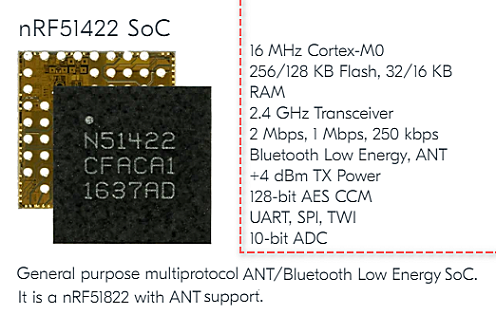 nRF51422 SoC
N51422
CFACA1
1637AD
16 MHz Cortex-M0
256/128 KB Flash, 32/16 KB
RAM
2.4 GHz Transceiver
2 Mbps, 1 Mbps, 250 kbps
Bluetooth Low Energy, ANT
+4 dBm TX Power
128-bit AES CCM
UART, SPI, TWI
10-bit ADC
General purpose multiprotocol ANT/Bluetooth Low Energy SoC.
It is a nRF51822 with ANT support.